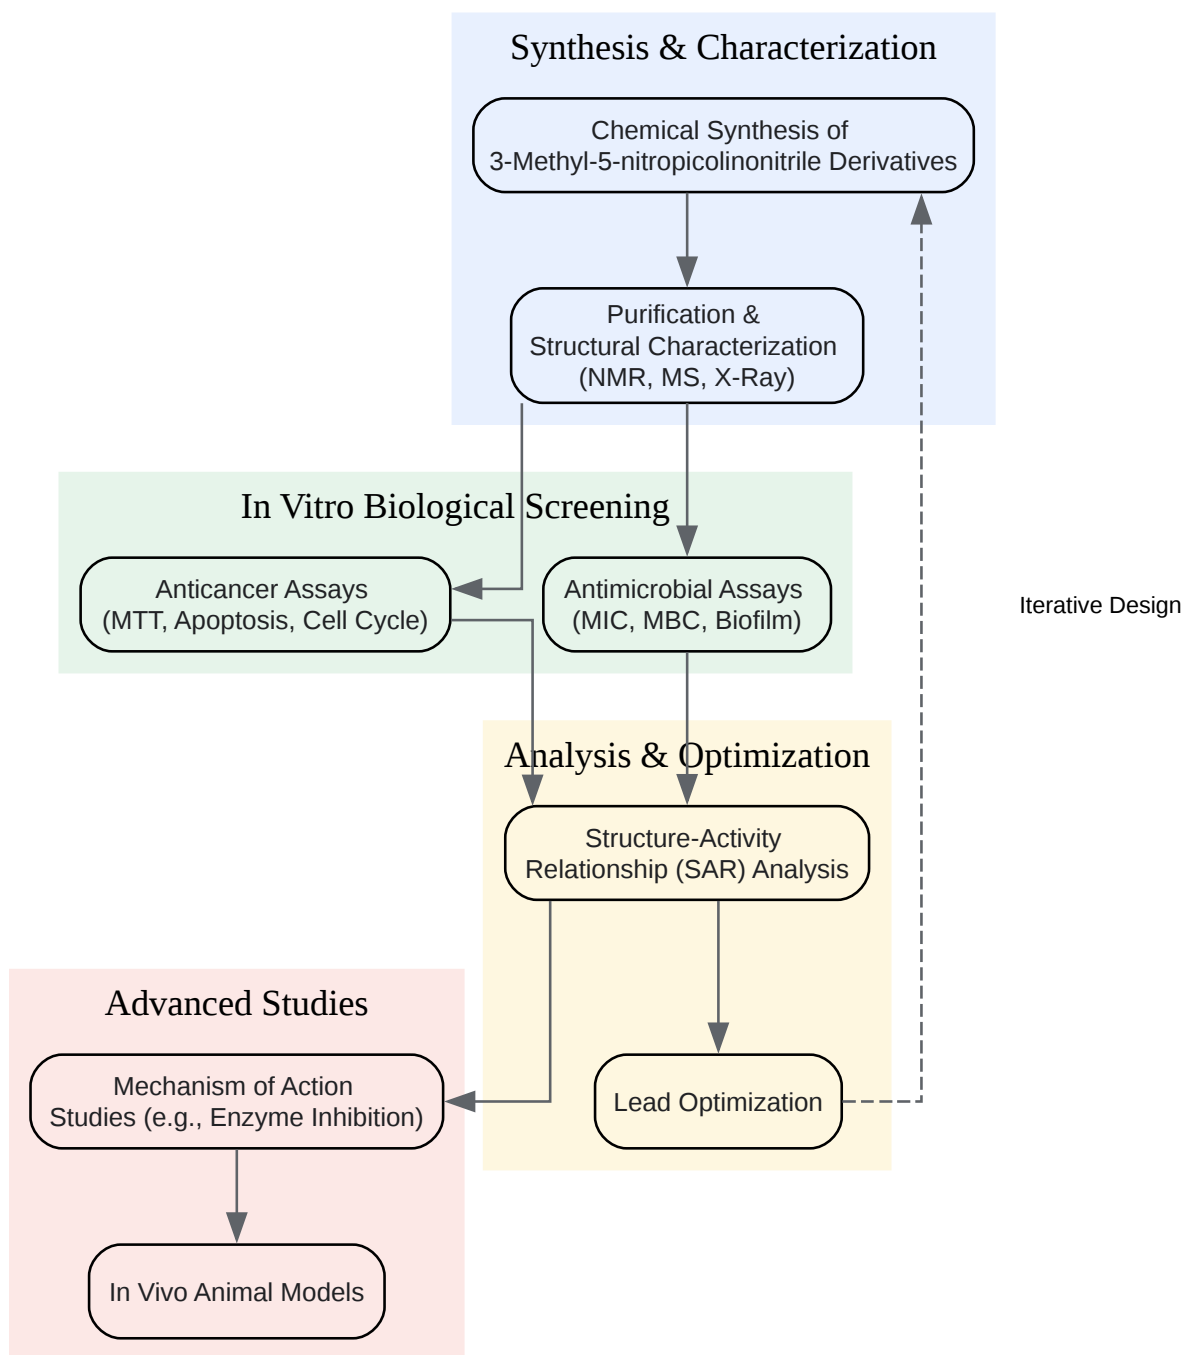 Synthesis & Characterization
Chemical Synthesis of
3-Methyl-5-nitropicolinonitrile Derivatives
Purification &
Structural Characterization
(NMR, MS, X-Ray)
In Vitro Biological Screening
Anticancer Assays
(MTT, Apoptosis, Cell Cycle)
Antimicrobial Assays
(MIC, MBC, Biofilm)
Iterative Design
Analysis & Optimization
Structure-Activity
Relationship (SAR) Analysis
Advanced Studies
Mechanism of Action
Studies (e.g., Enzyme Inhibition)
Lead Optimization
In Vivo Animal Models